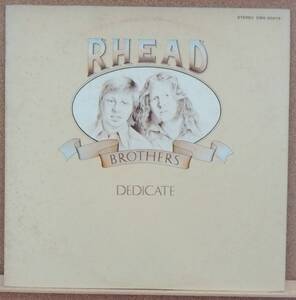 STEREO
RHEAD
BROTHERS
DEDICATE